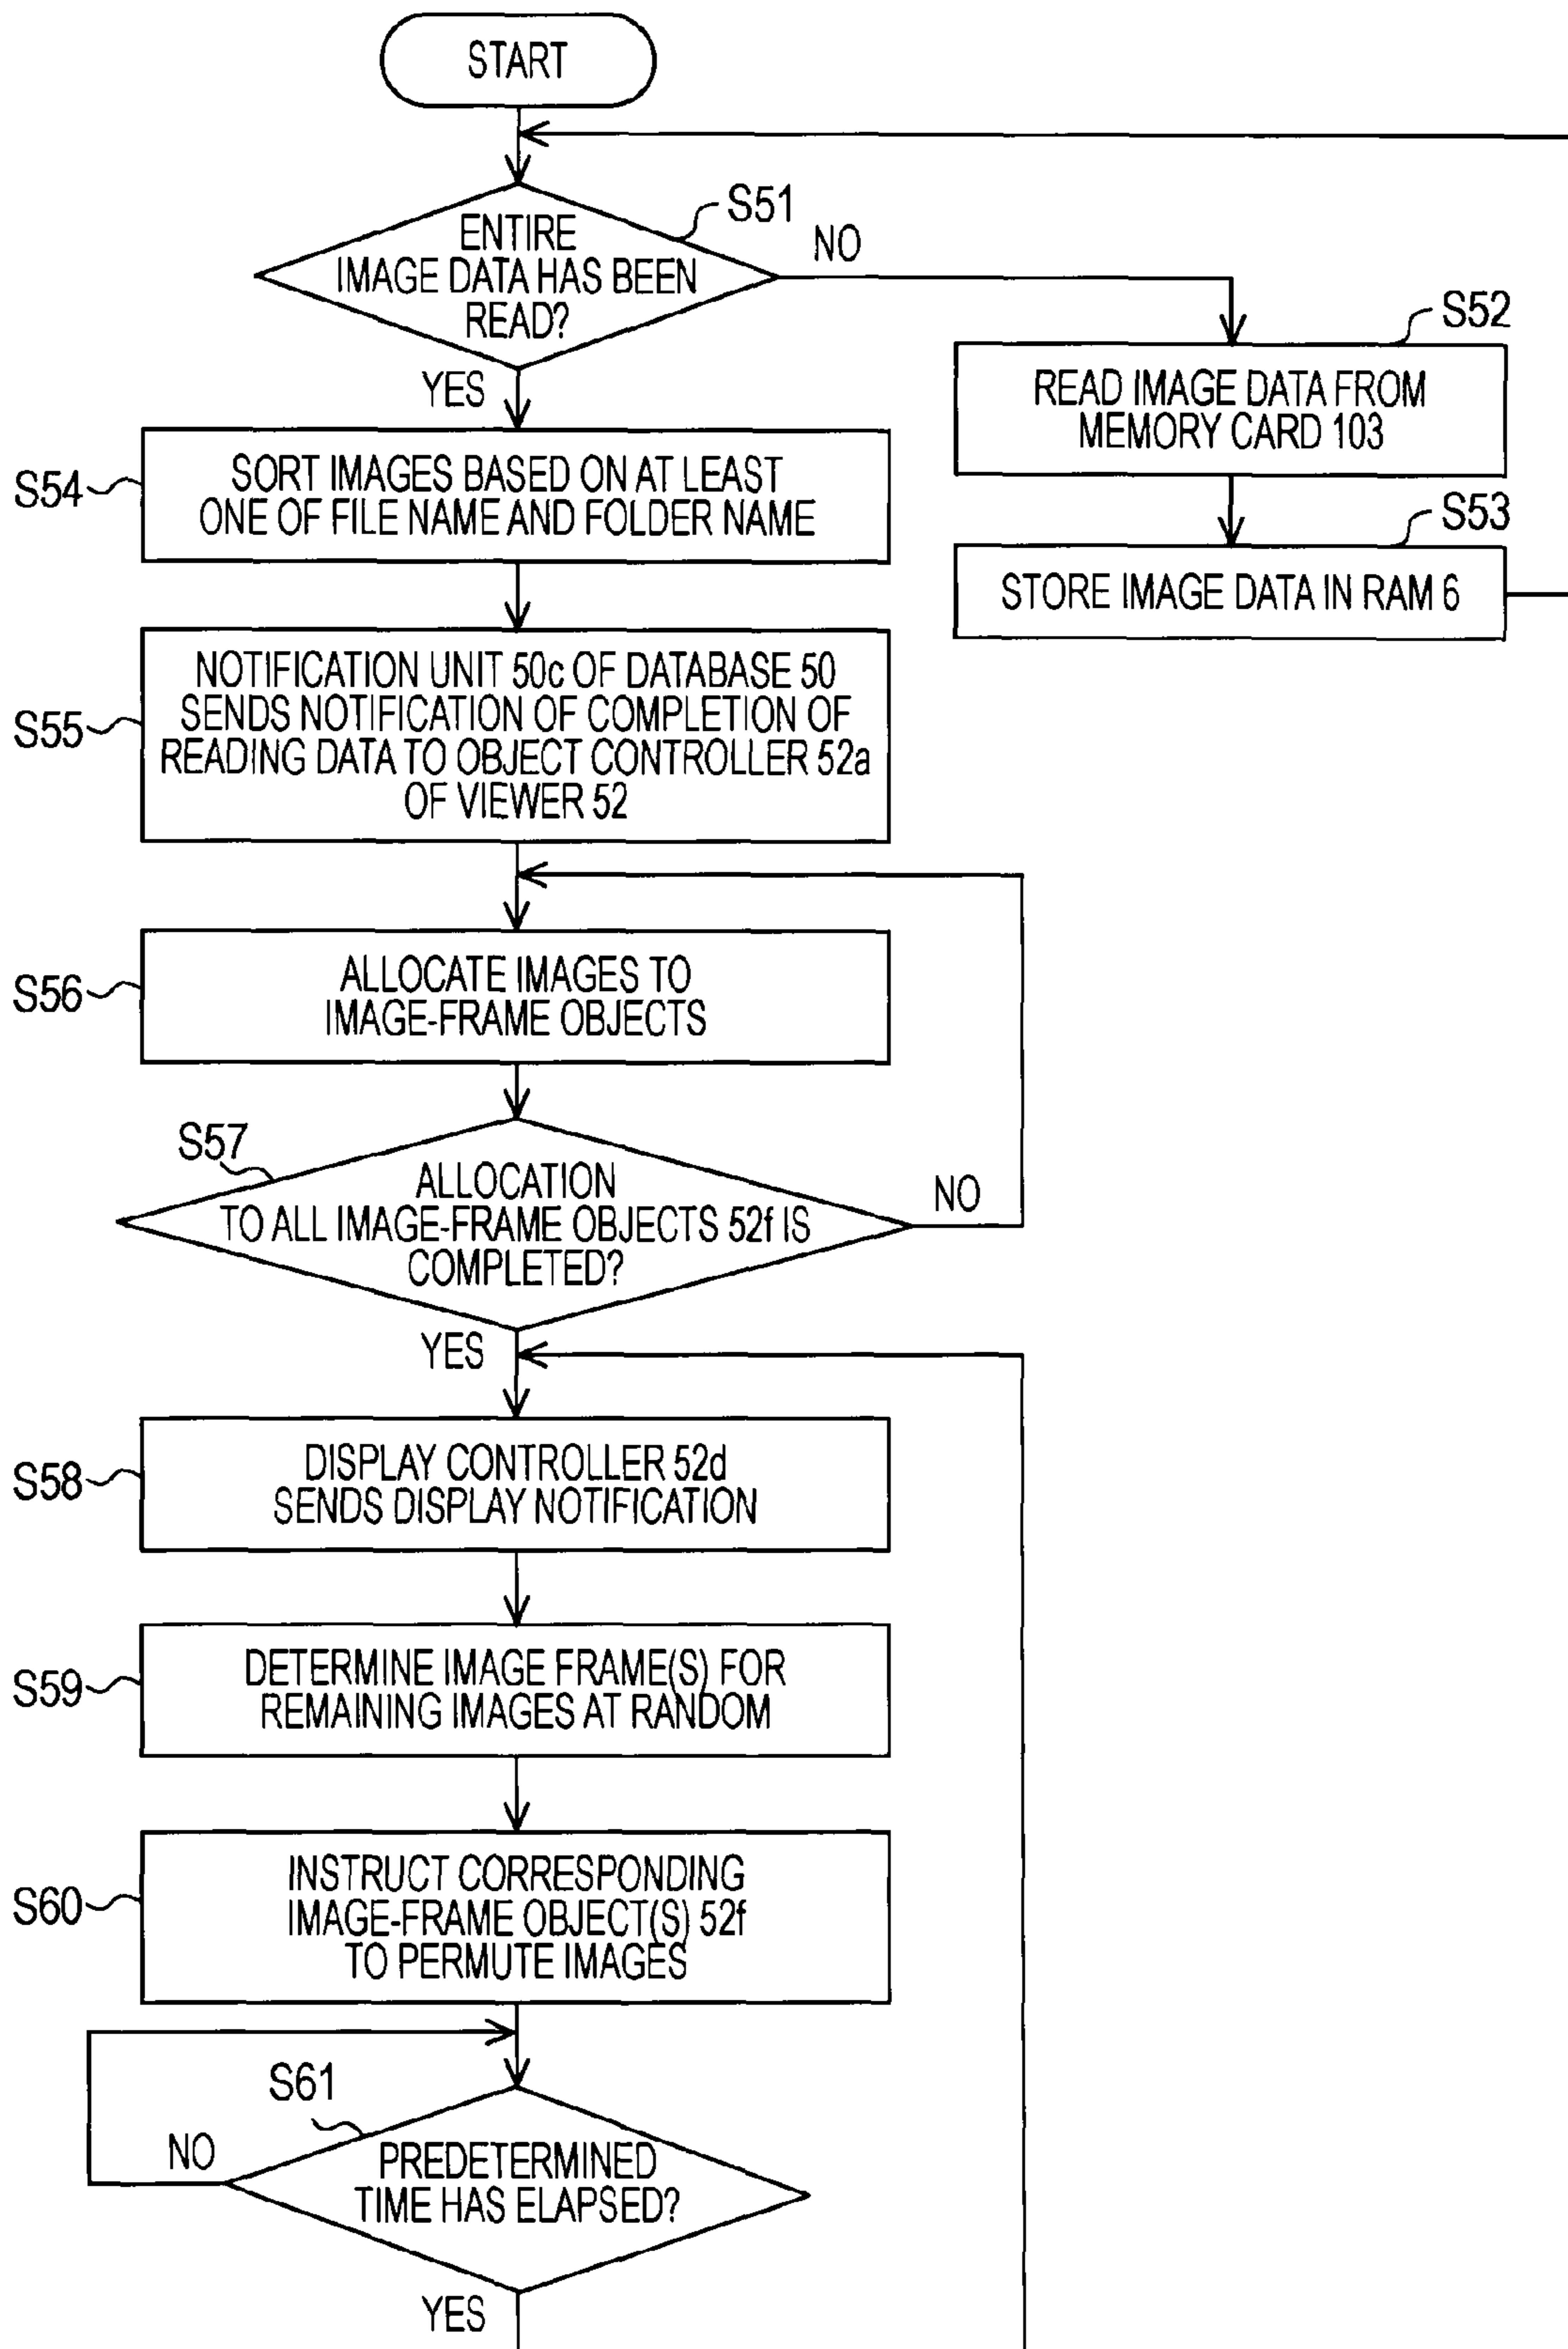 START
S51
ENTIRE
IMAGE DATA HAS BEEN
READ?
NO
YES
S52
READ IMAGE DATA FROM
MEMORY CARD 103
S53
STORE IMAGE DATA IN RAM 6
S54
SORT IMAGES BASED ON AT LEAST
ONE OF FILE NAME AND FOLDER NAME
S55
NOTIFICATION UNIT 50c OF DATABASE 50
SENDS NOTIFICATION OF COMPLETION OF
READING DATA TO OBJECT CONTROLLER 52a
OF VIEWER 52
S56
ALLOCATE IMAGES TO
IMAGE-FRAME OBJECTS
S57
ALLOCATION
TO ALL IMAGE-FRAME OBJECTS 52f IS
COMPLETED?
NO
YES
S58
DISPLAY CONTROLLER 52d
SENDS DISPLAY NOTIFICATION
S59
DETERMINE IMAGE FRAME(S) FOR
REMAINING IMAGES AT RANDOM
S60
INSTRUCT CORRESPONDING
IMAGE-FRAME OBJECT(S) 52f
TO PERMUTE IMAGES
S61
NO
PREDETERMINED
TIME HAS ELAPSED?
YES